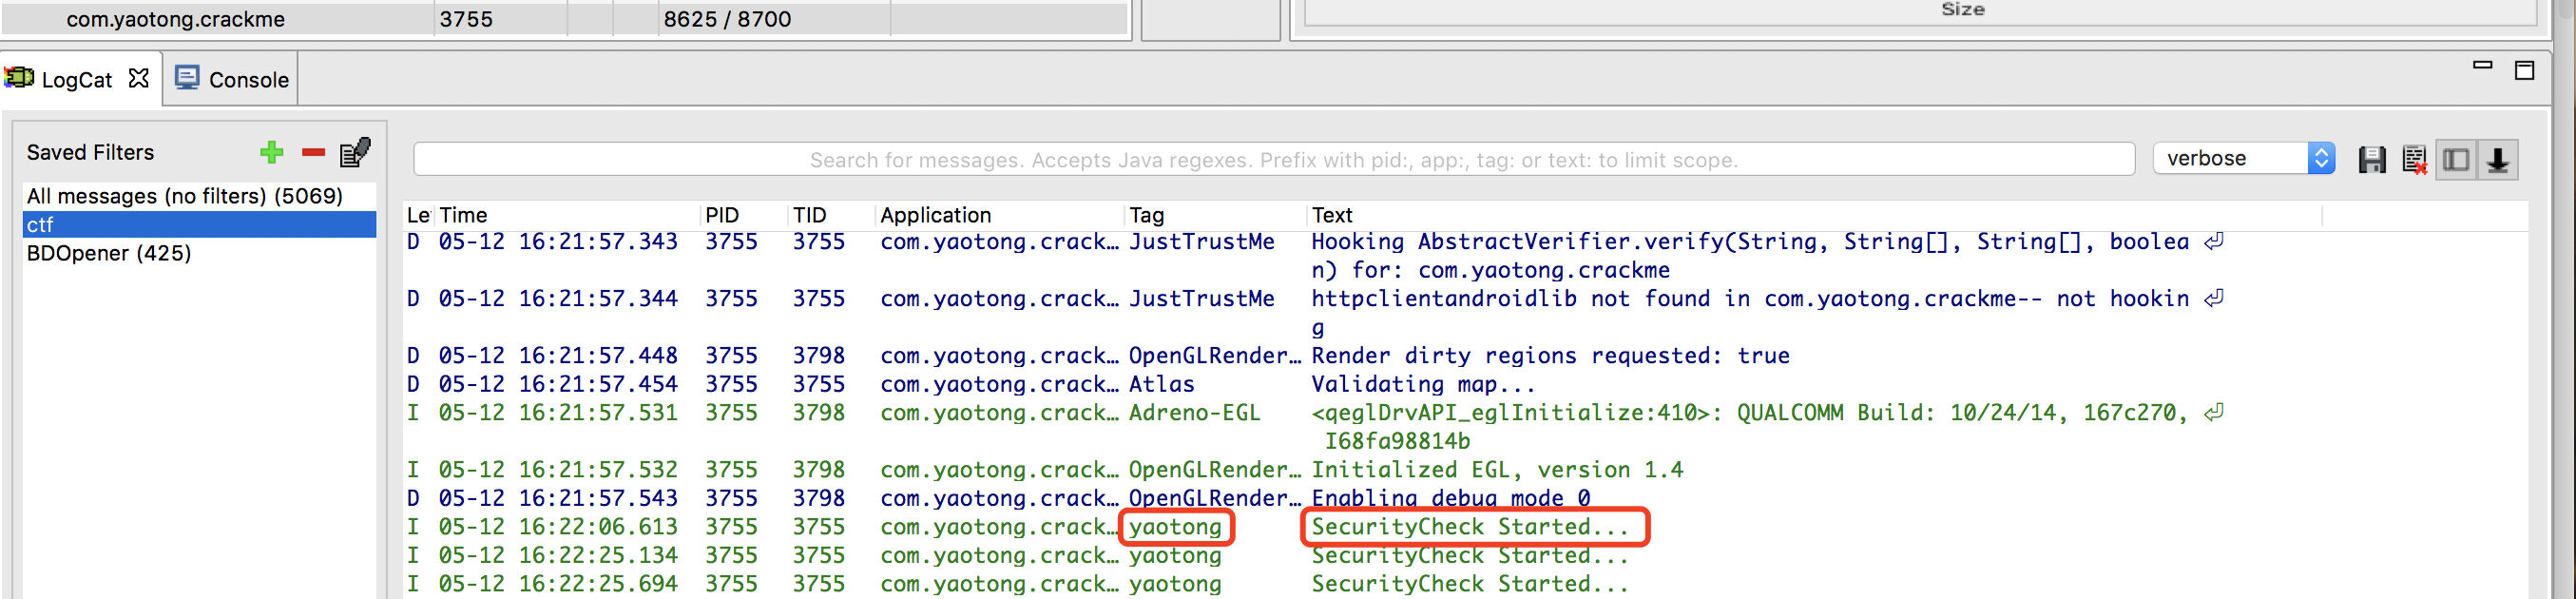 com.yaotong.crackme 3755 8625 / 8700 Size
LogCat Console
Saved Filters
Search for messages. Accepts Java regexes. Prefix with pid:, app:, tag: or text: to limit scope. verbose
All messages (no filters) (5069)
ctf
BDOpener (425)
Le Time PID TID Application Tag Text
D 05-12 16:21:57.343 3755 3755 com.yaotong.crack… JustTrustMe Hooking AbstractVerifier.verify(String, String[], String[], boolea
n) for: com.yaotong.crackme
D 05-12 16:21:57.344 3755 3755 com.yaotong.crack… JustTrustMe httpclientandroidlib not found in com.yaotong.crackme-- not hookin
g
D 05-12 16:21:57.448 3755 3798 com.yaotong.crack… OpenGLRender… Render dirty regions requested: true
D 05-12 16:21:57.454 3755 3755 com.yaotong.crack… Atlas Validating map...
I 05-12 16:21:57.531 3755 3798 com.yaotong.crack… Adreno-EGL <qeglDrvAPI_eglInitialize:410>: QUALCOMM Build: 10/24/14, 167c270,
I68fa98814b
I 05-12 16:21:57.532 3755 3798 com.yaotong.crack… OpenGLRender… Initialized EGL, version 1.4
D 05-12 16:21:57.543 3755 3798 com.yaotong.crack… OpenGLRender… Enabling debug mode 0
I 05-12 16:22:06.613 3755 3755 com.yaotong.crack… yaotong SecurityCheck Started...
I 05-12 16:22:25.134 3755 3755 com.yaotong.crack… yaotong SecurityCheck Started...
I 05-12 16:22:25.694 3755 3755 com.yaotong.crack… yaotong SecurityCheck Started...